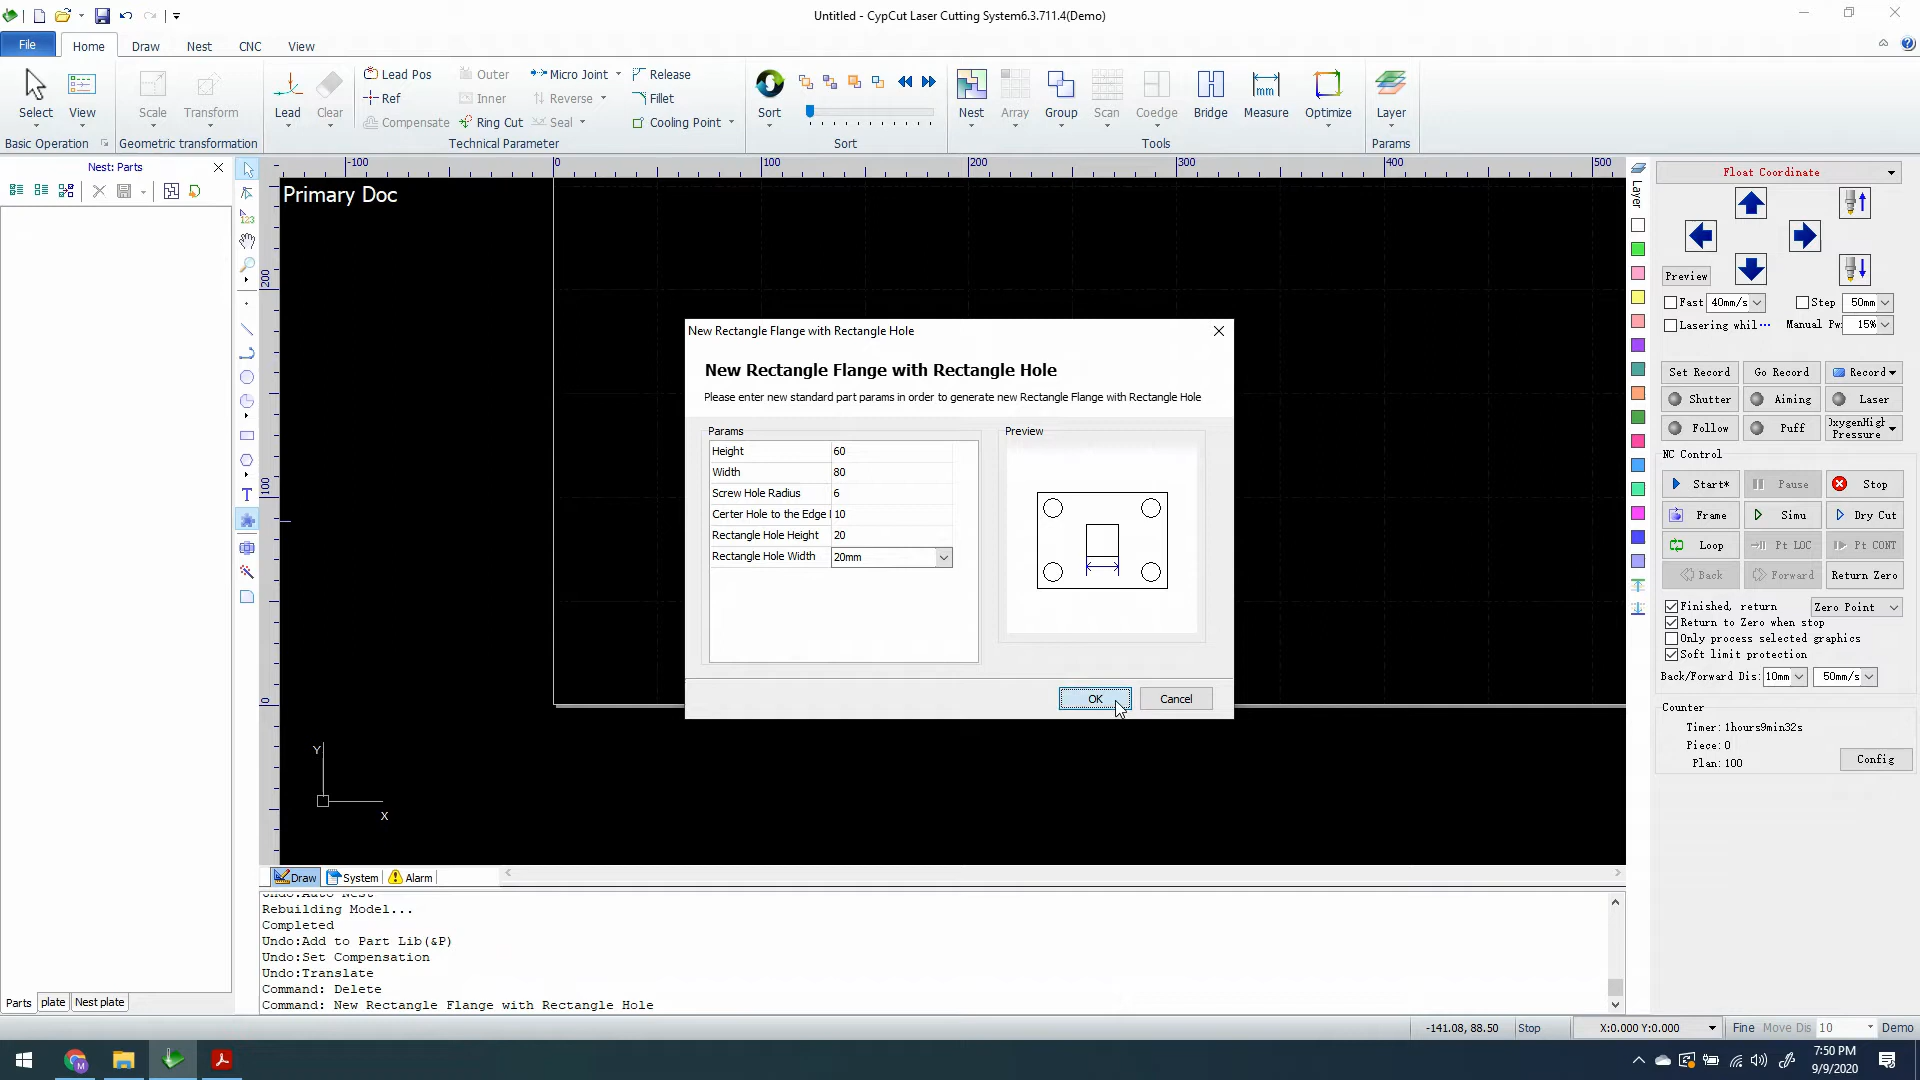 Untitled - CypCut Laser Cutting System6.3.711.4(Demo)
File Home Draw Nest CNC View
Lead Pos Outer Micro Joint Release
Ref Inner Reverse Fillet
Compensate Ring Cut Seal Cooling Point
Select View Scale Transform Lead Clear Sort Nest Array Group Scan Coedge Bridge Measure Optimize Layer
Basic Operation Geometric transformation Technical Parameter Sort Tools Params
Nest: Parts
-100 0 100 200 300 400 500
200
100
0
Primary Doc
Y
X
Layer
123
T
New Rectangle Flange with Rectangle Hole
New Rectangle Flange with Rectangle Hole
Please enter new standard part params in order to generate new Rectangle Flange with Rectangle Hole
Params
Height 60
Width 80
Screw Hole Radius 6
Certer Hole to the Edge 10
Rectangle Hole Height 20
Rectangle Hole Width 20mm
Preview
OK Cancel
Float Coordinate
Preview
Fast 40mm/s Step 50mm
Lasering whil··· Manual Pw: 15%
Set Record Go Record Record
Shutter Aiming Laser
Follow Puff
Pressure
NC Control
Start* Pause Stop
Frame Simu Dry Cut
Loop Pt LOC Pt CONT
Back Forward Return Zero
Finished, return Zero Point
Return to Zero when stop
Only process selected graphics
Soft limit protection
Back/Forward Dis: 10mm 50mm/s
Counter
Timer: 1hours9min32s
Piece: 0
Plan: 100
Config
Draw System Alarm
Rebuilding Model...
Completed
Undo:Add to Part Lib(&P)
Undo:Set Compensation
Undo:Translate
Command: Delete
Command: New Rectangle Flange with Rectangle Hole
Parts plate Nest plate
-141.08, 88.50 Stop X:0.000 Y:0.000 Fine Move Dis 10 Demo
7:50 PM
9/9/2020